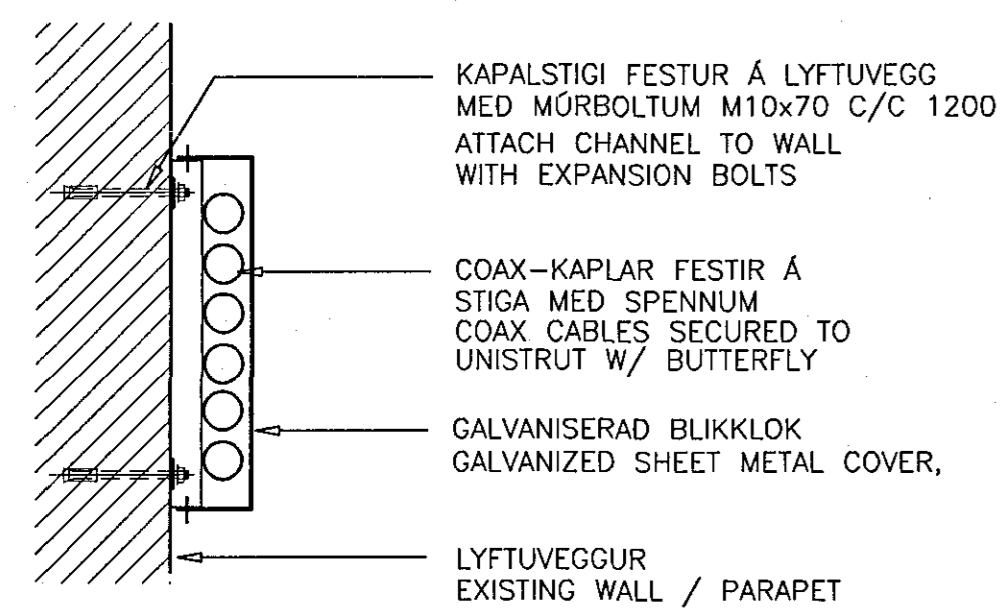 KAPALSTIGI FESTUR Á LYFTUVEGG
MEÐ MÚRBOLTUM M10x70 C/C 1200
ATTACH CHANNEL TO WALL
WITH EXPANSION BOLTS
COAX-KAPLAR FESTIR Á
STIGA MEÐ SPENNUM
COAX CABLES SECURED TO
UNISTRUT W/ BUTTERFLY
GALVANISERAÐ BLIKKLOK
GALVANIZED SHEET METAL COVER,
LYFTUVEGGUR
EXISTING WALL / PARAPET